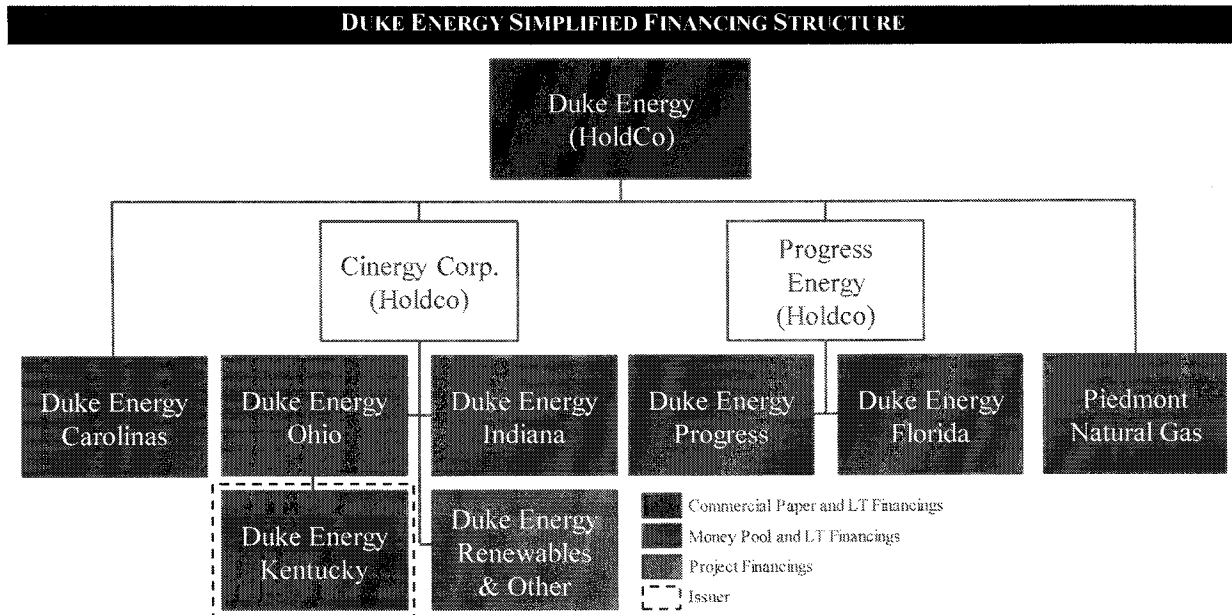 DUKE ENERGY SIMPLIFIED FINANCING STRUCTURE
Duke Energy
(HoldCo)
Cinergy Corp.
(Holdco)
Progress
Energy
(Holdco)
Duke Energy
Carolinas
Duke Energy
Ohio
Duke Energy
Indiana
Duke Energy
Progress
Duke Energy
Florida
Piedmont
Natural Gas
Duke Energy
Kentucky
Duke Energy
Renewables
& Other
Commercial Paper and LT Financings
Money Pool and LT Financings
Project Financings
Issuer